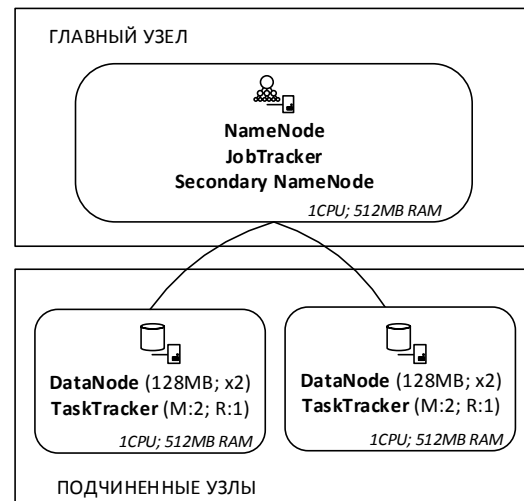 ГЛАВНЫЙ УЗЕЛ
NameNode
JobTracker
Secondary NameNode
1CPU; 512MB RAM
DataNode (128MB; x2)
TaskTracker (M:2; R:1)
1CPU; 512MB RAM
DataNode (128MB; x2)
TaskTracker (M:2; R:1)
1CPU; 512MB RAM
ПОДЧИНЕННЫЕ УЗЛЫ